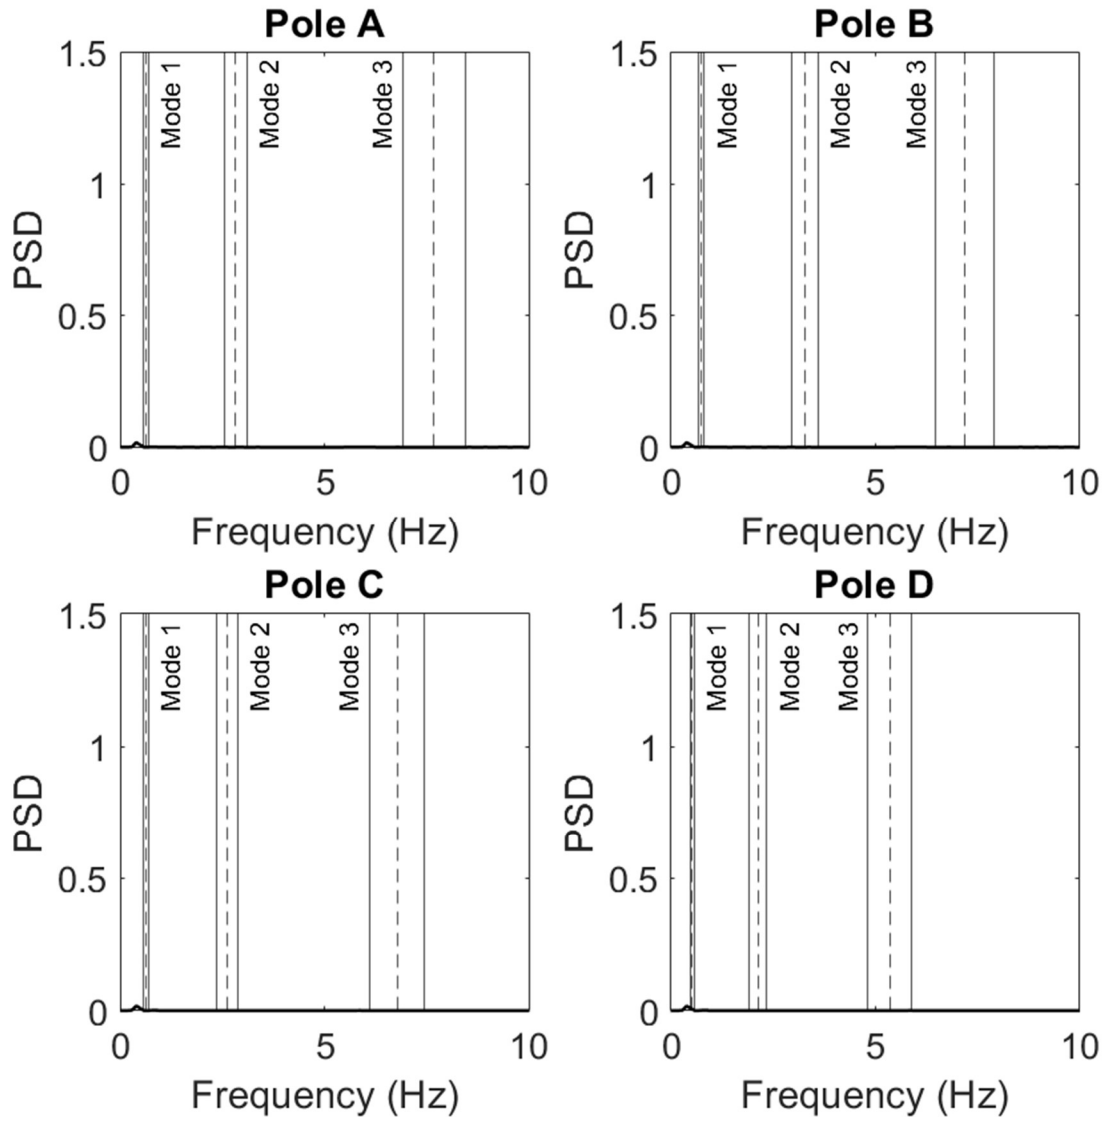 Pole A
1.5
1
0.5
0
PSD
Mode 1
Mode 2
Mode 3
0 5 10
Frequency (Hz)
Pole B
1.5
1
0.5
0
PSD
Mode 1
Mode 2
Mode 3
0 5 10
Frequency (Hz)
Pole C
1.5
1
0.5
0
PSD
Mode 1
Mode 2
Mode 3
0 5 10
Frequency (Hz)
Pole D
1.5
1
0.5
0
PSD
Mode 1
Mode 2
Mode 3
0 5 10
Frequency (Hz)